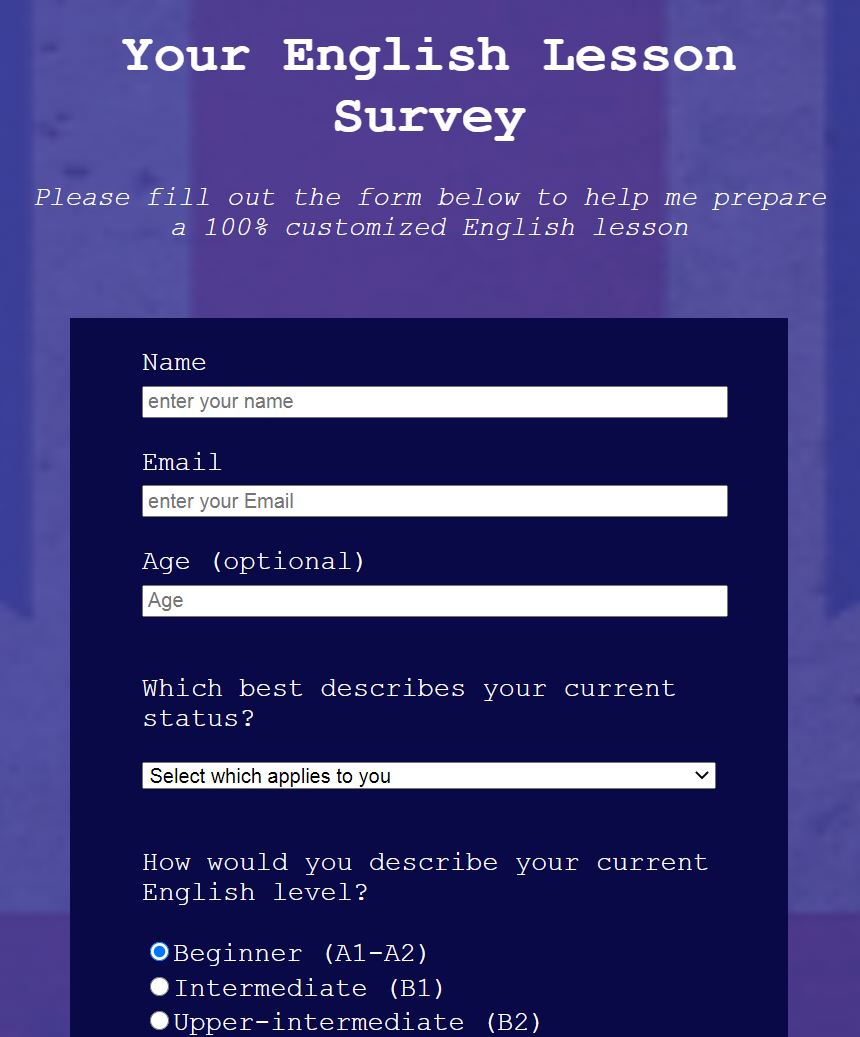 Your English Lesson
Survey
Please fill out the form below to help me prepare
a 100% customized English lesson
Name
enter your name
Email
enter your Email
Age (optional)
Age
Which best describes your current
status?
Select which applies to you
How would you describe your current
English level?
Beginner (A1-A2)
Intermediate (B1)
Upper-intermediate (B2)